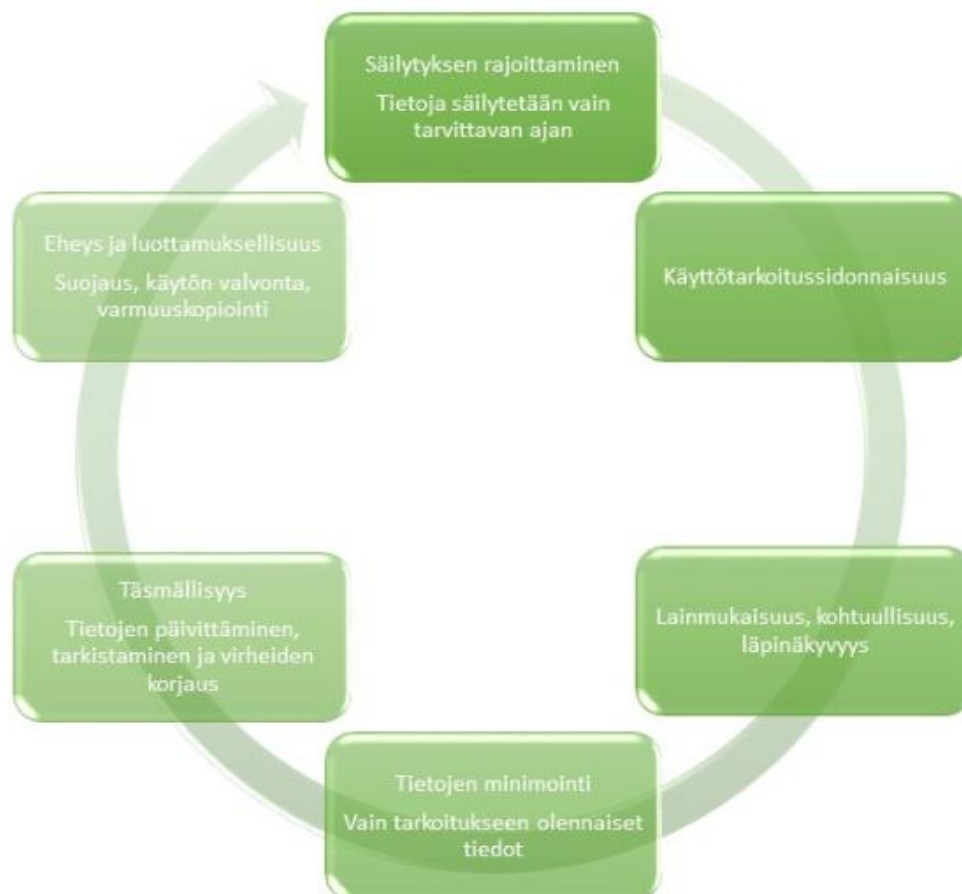 Säilytyksen rajoittaminen
Tietoja säilytetään vain
tarvittavan ajan
Käyttötarkoitussidonnaisuus
Lainmukaisuus, kohtuullisuus,
läpinäkyvyys
Tietojen minimointi
Vain tarkoitukseen olennaiset
tiedot
Täsmällisyys
Tietojen päivittäminen,
tarkistaminen ja virheiden
korjaus
Eheys ja luottamuksellisuus
Suojaus, käytön valvonta,
varmuuskopiointi